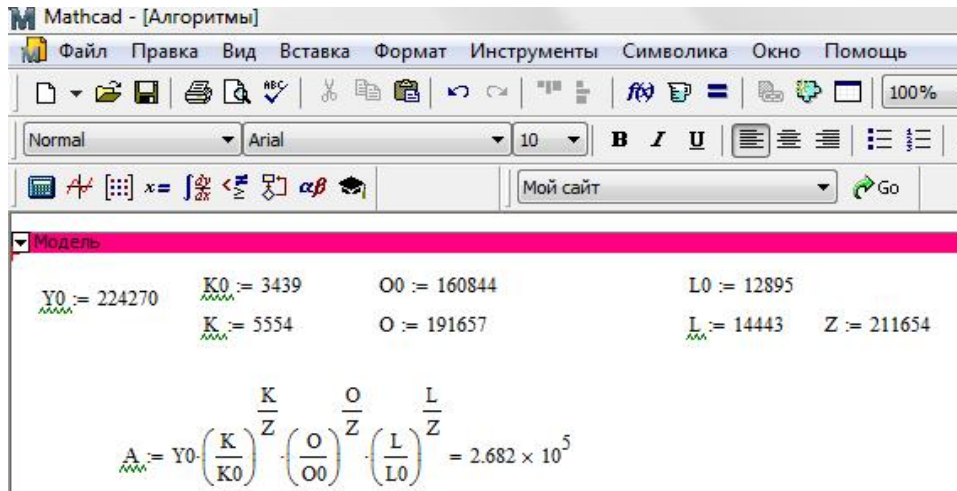 Mathcad - [Алгоритмы]
Файл Правка Вид Вставка Формат Инструменты Символика Окно Помощь
100%
Normal Arial 10 B I U
Мой сайт Go
Модель
Y0 := 224270 K0 := 3439 O0 := 160844 L0 := 12895
K := 5554 O := 191657 L := 14443 Z := 211654
A := Y0·(K/K0)^(K/Z)·(O/O0)^(O/Z)·(L/L0)^(L/Z) = 2.682 × 10^5